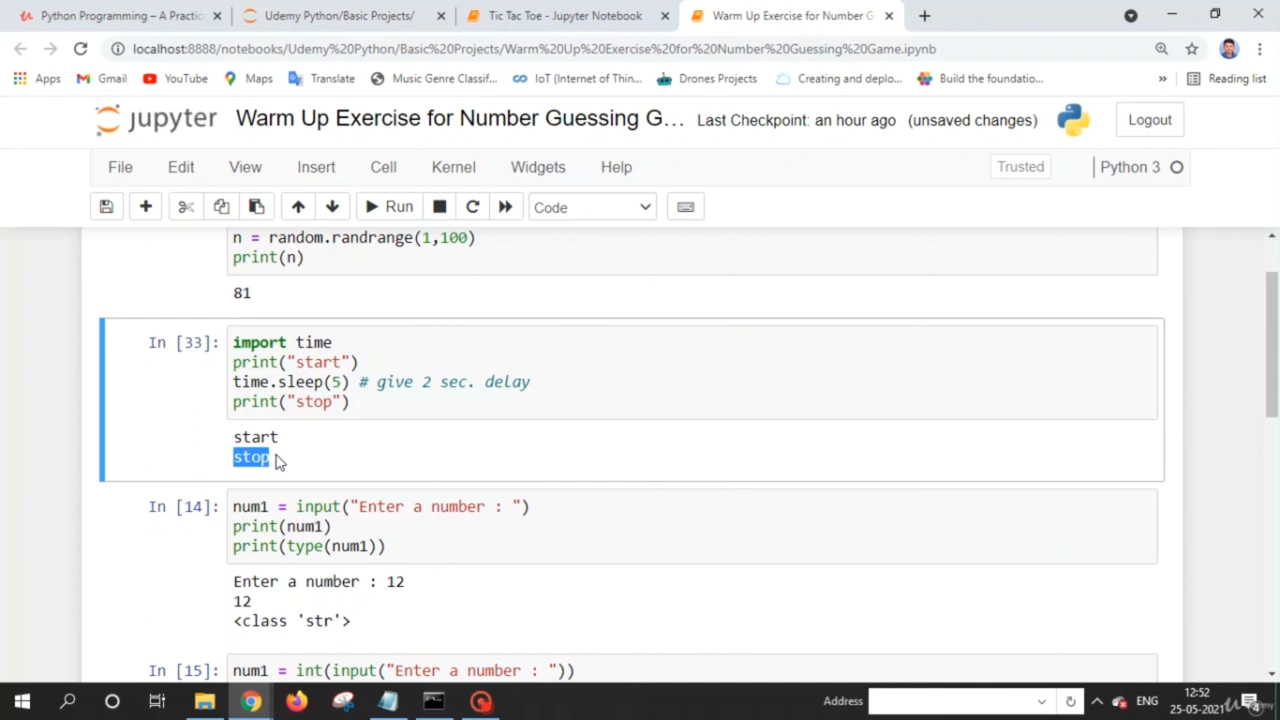 Python Programming – A Practic
Udemy Python/Basic Projects/
Tic Tac Toe - Jupyter Notebook
Warm Up Exercise for Number G
localhost:8888/notebooks/Udemy%20Python/Basic%20Projects/Warm%20Up%20Exercise%20for%20Number%20Guessing%20Game.ipynb
Apps
Gmail
YouTube
Maps
Translate
Music Genre Classif...
IoT (Internet of Thin...
Drones Projects
Creating and deplo...
Build the foundatio...
»
Reading list
jupyter
Warm Up Exercise for Number Guessing G...
Last Checkpoint: an hour ago
(unsaved changes)
Logout
File
Edit
View
Insert
Cell
Kernel
Widgets
Help
Trusted
Python 3
Run
Code
n = random.randrange(1,100)
print(n)
81
In [33]:
import time
print("start")
time.sleep(5) # give 2 sec. delay
print("stop")
start
stop
In [14]:
num1 = input("Enter a number : ")
print(num1)
print(type(num1))
Enter a number : 12
12
<class 'str'>
In [15]:
num1 = int(input("Enter a number : "))
Address
ENG
12:52
25-05-2021